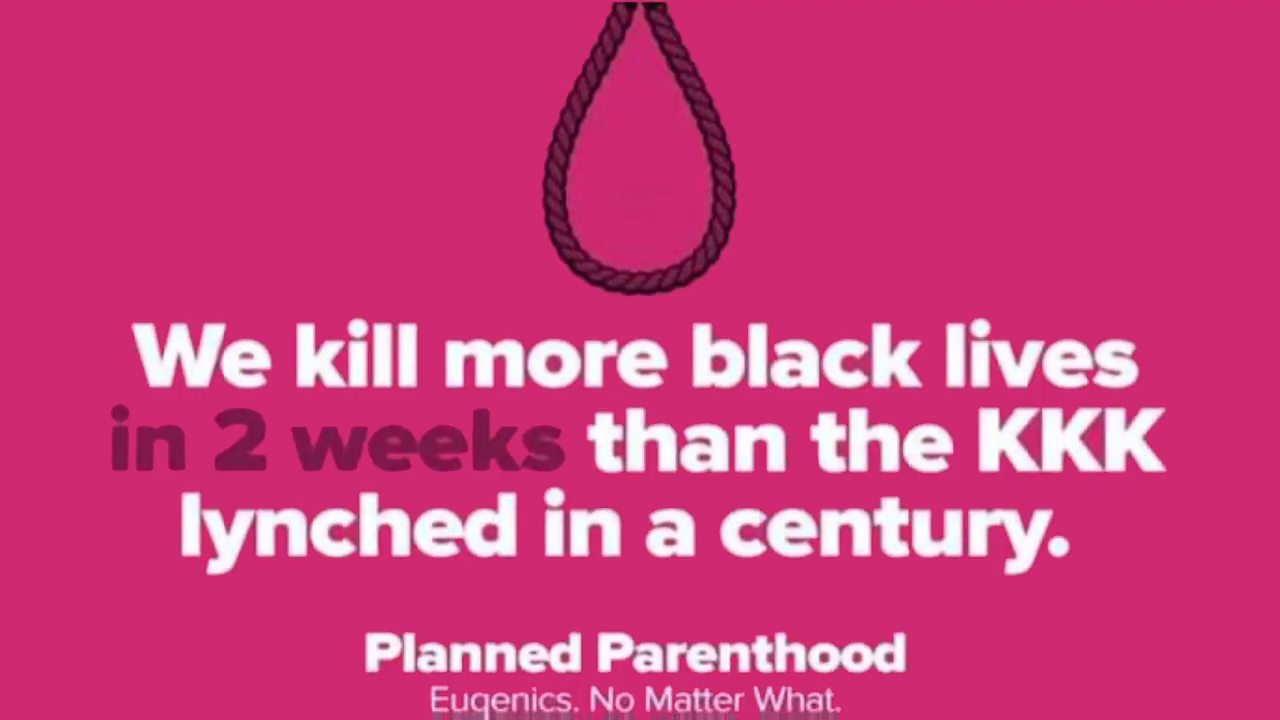 We kill more black lives
in 2 weeks than the KKK
lynched in a century.
Planned Parenthood
Eugenics. No Matter What.